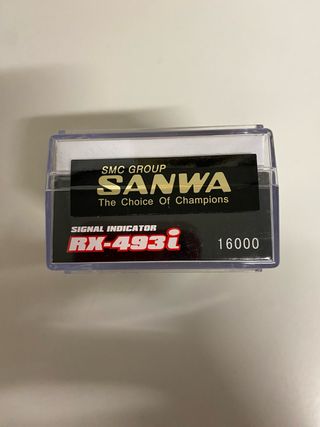 SMC GROUP
SANWA
The Choice Of Champions
SIGNAL INDICATOR
RX-493i 16000